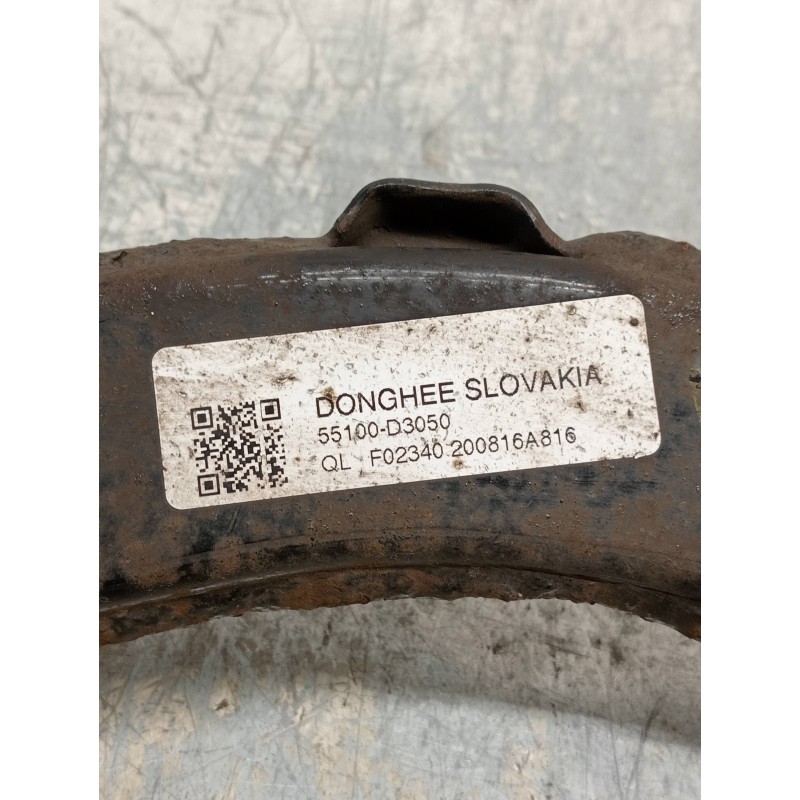 DONGHEE SLOVAKIA
55100-D3050
QL F02340 200816A816